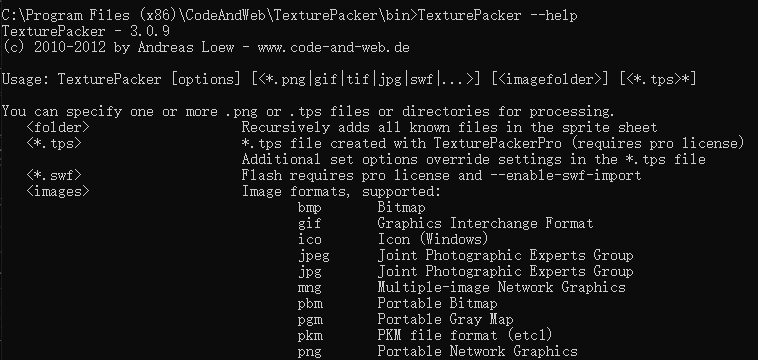 C:\Program Files (x86)\CodeAndWeb\TexturePacker\bin>TexturePacker --help
TexturePacker - 3.0.9
(c) 2010-2012 by Andreas Loew - www.code-and-web.de
Usage: TexturePacker [options] [<*.png|gif|tif|jpg|swf|...>] [<imagefolder>] [<*.tps>*]
You can specify one or more .png or .tps files or directories for processing.
<folder> Recursively adds all known files in the sprite sheet
<*.tps> *.tps file created with TexturePackerPro (requires pro license)
Additional set options override settings in the *.tps file
<*.swf> Flash requires pro license and --enable-swf-import
<images> Image formats, supported:
bmp Bitmap
gif Graphics Interchange Format
ico Icon (Windows)
jpeg Joint Photographic Experts Group
jpg Joint Photographic Experts Group
mng Multiple-image Network Graphics
pbm Portable Bitmap
pgm Portable Gray Map
pkm PKM file format (etc1)
png Portable Network Graphics